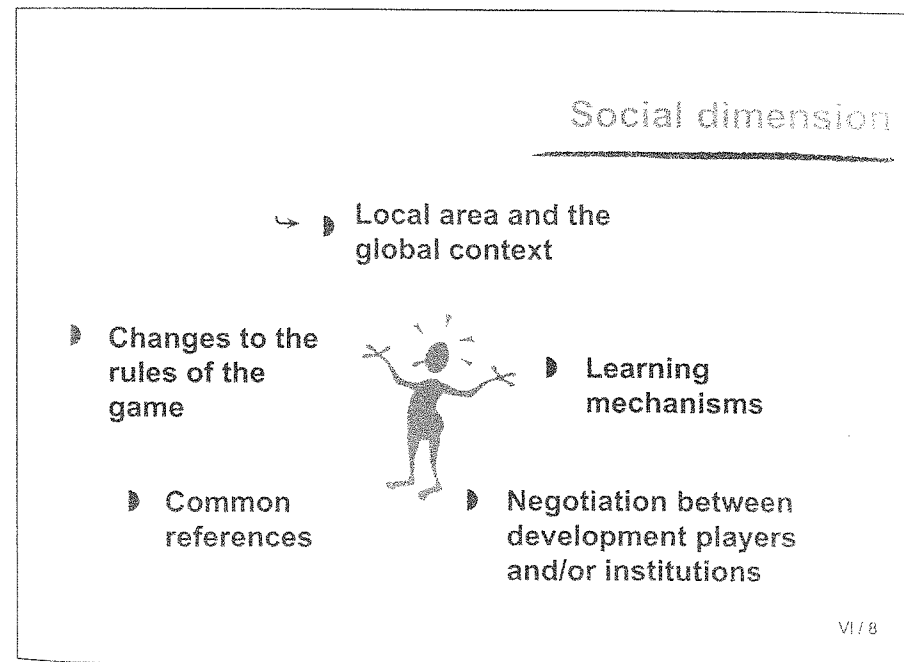 Social dimension
Local area and the
global context
Changes to the
rules of the
game
Learning
mechanisms
Common
references
Negotiation between
development players
and/or institutions
VI / 8